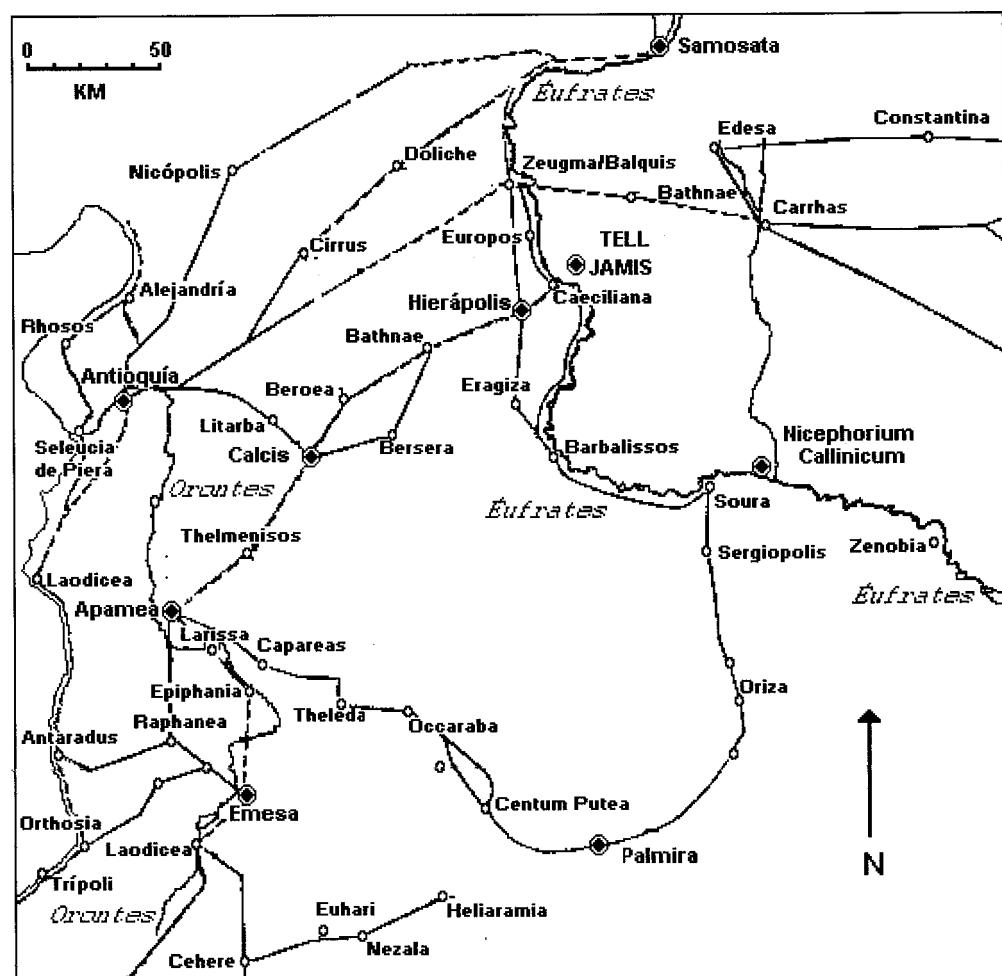 0 50
KM
Samosata
Éufrates
Constantina
Edesa
Doliche
Zeugma/Balquis
Nicópolis
Bathnae
Carrhas
Europos
TELL
JAMIS
Cirrus
Alejandría
Caeciliana
Hierápolis
Rhosos
Bathnae
Antioquía
Beroea
Eragiza
Litarba
Seleucia
de Piera
Calcis
Bersera
Barbalissos
Nicephorium
Callinicum
Orontes
Éufrates
Soura
Thelmenisos
Sergiopolis
Zenobia
Laodicea
Éufrates
Apamea
Larissa
Capareas
Epiphania
Oriza
Theleda
Raphanea
Occaraba
Antaradus
Emesa
Centum Putea
Orthosia
Laodicea
Palmira
N
Trípoli
Orontes
Euhari
Heliaramia
Nezala
Cehere